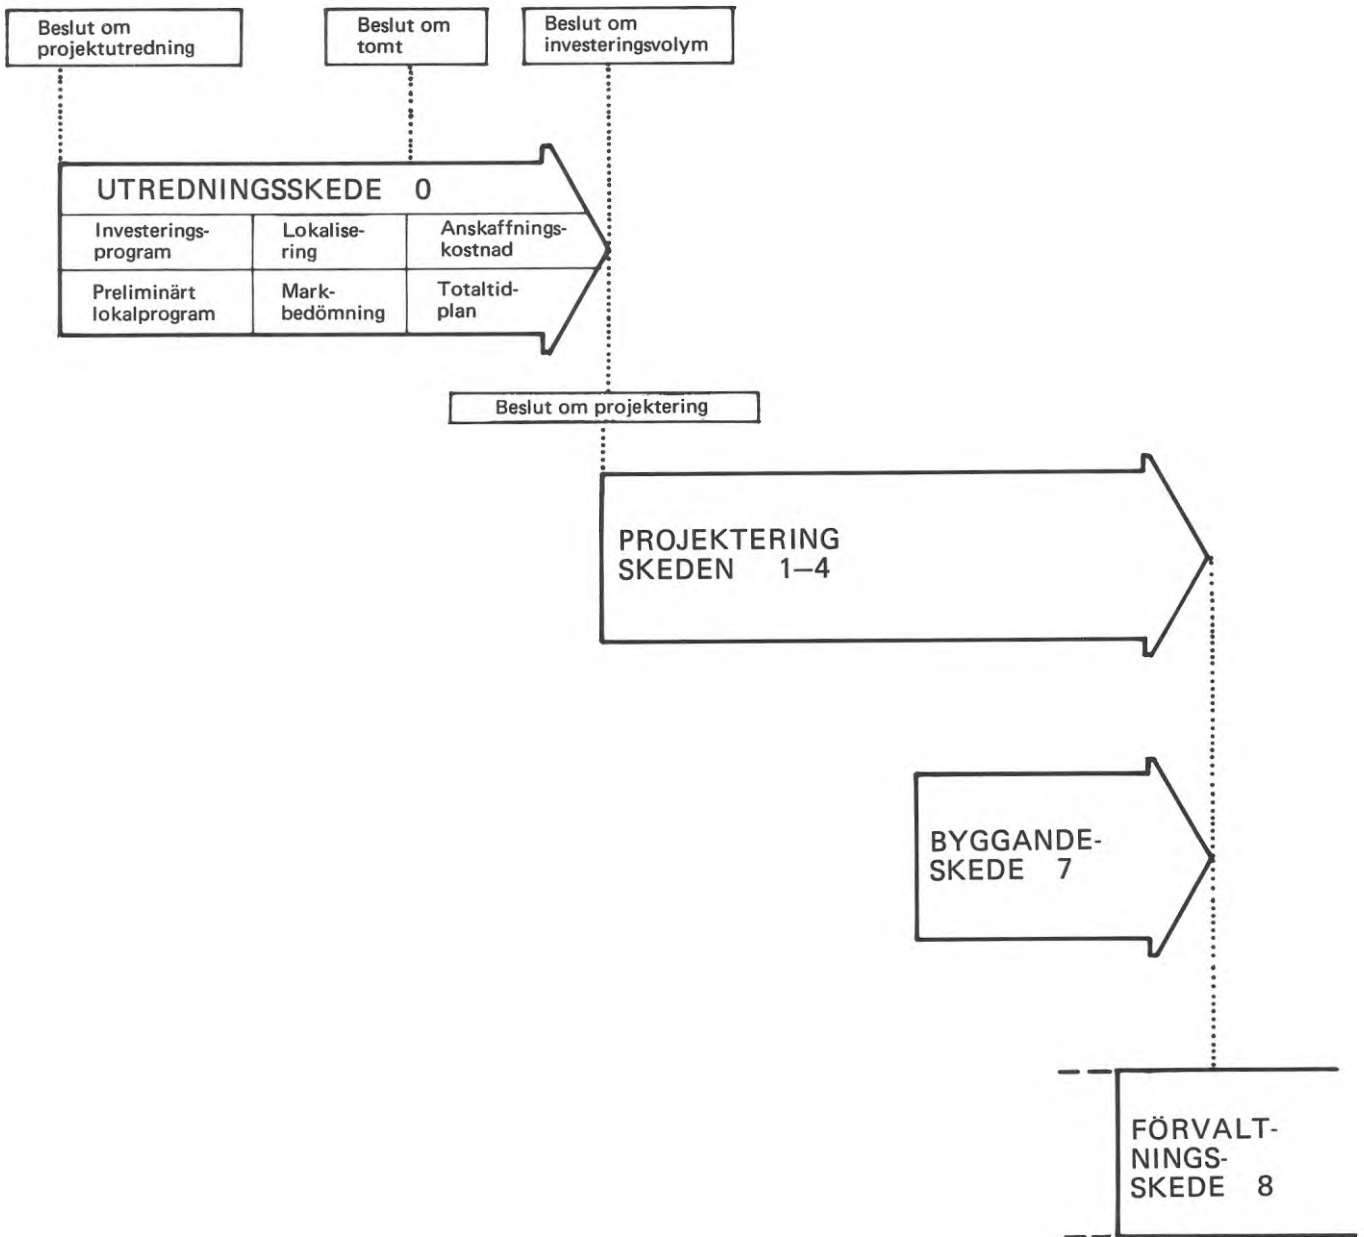 Beslut om
projektutredning
Beslut om
tomt
Beslut om
investeringsvolym
UTREDNINGSSKEDE 0
Investerings-
program
Lokalise-
ring
Anskaffnings-
kostnad
Preliminärt
lokalprogram
Mark-
bedömning
Totaltid-
plan
Beslut om projektering
PROJEKTERING
SKEDEN 1–4
BYGGANDE-
SKEDE 7
FÖRVALT-
NINGS-
SKEDE 8